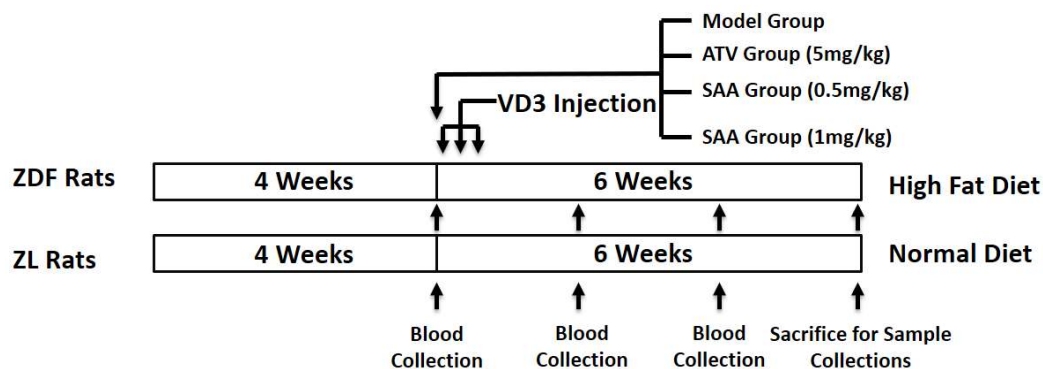 Model Group
ATV Group (5mg/kg)
SAA Group (0.5mg/kg)
VD3 Injection
SAA Group (1mg/kg)
ZDF Rats
4 Weeks
6 Weeks
High Fat Diet
ZL Rats
4 Weeks
6 Weeks
Normal Diet
Blood
Collection
Blood
Collection
Blood
Collection
Sacrifice for Sample
Collections